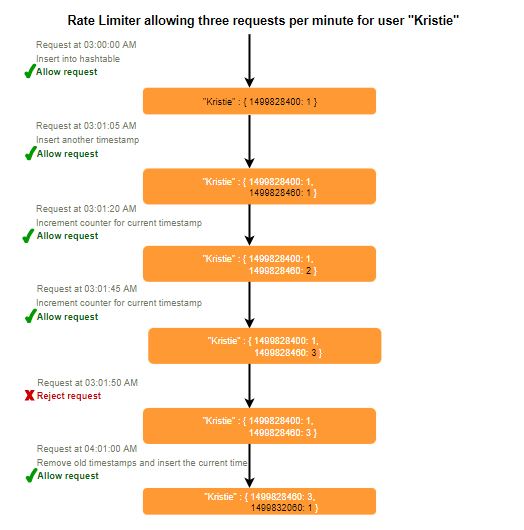 Rate Limiter allowing three requests per minute for user "Kristie"
Request at 03:00:00 AM
Insert into hashtable
Allow request
"Kristie" : { 1499828400: 1 }
Request at 03:01:05 AM
Insert another timestamp
Allow request
"Kristie" : { 1499828400: 1,
1499828460: 1 }
Request at 03:01:20 AM
Increment counter for current timestamp
Allow request
"Kristie" : { 1499828400: 1,
1499828460: 2 }
Request at 03:01:45 AM
Increment counter for current timestamp
Allow request
"Kristie" : { 1499828400: 1,
1499828460: 3 }
Request at 03:01:50 AM
Reject request
"Kristie" : { 1499828400: 1,
1499828460: 3 }
Request at 04:01:00 AM
Remove old timestamps and insert the current time
Allow request
"Kristie" : { 1499828460: 3,
1499832060: 1 }